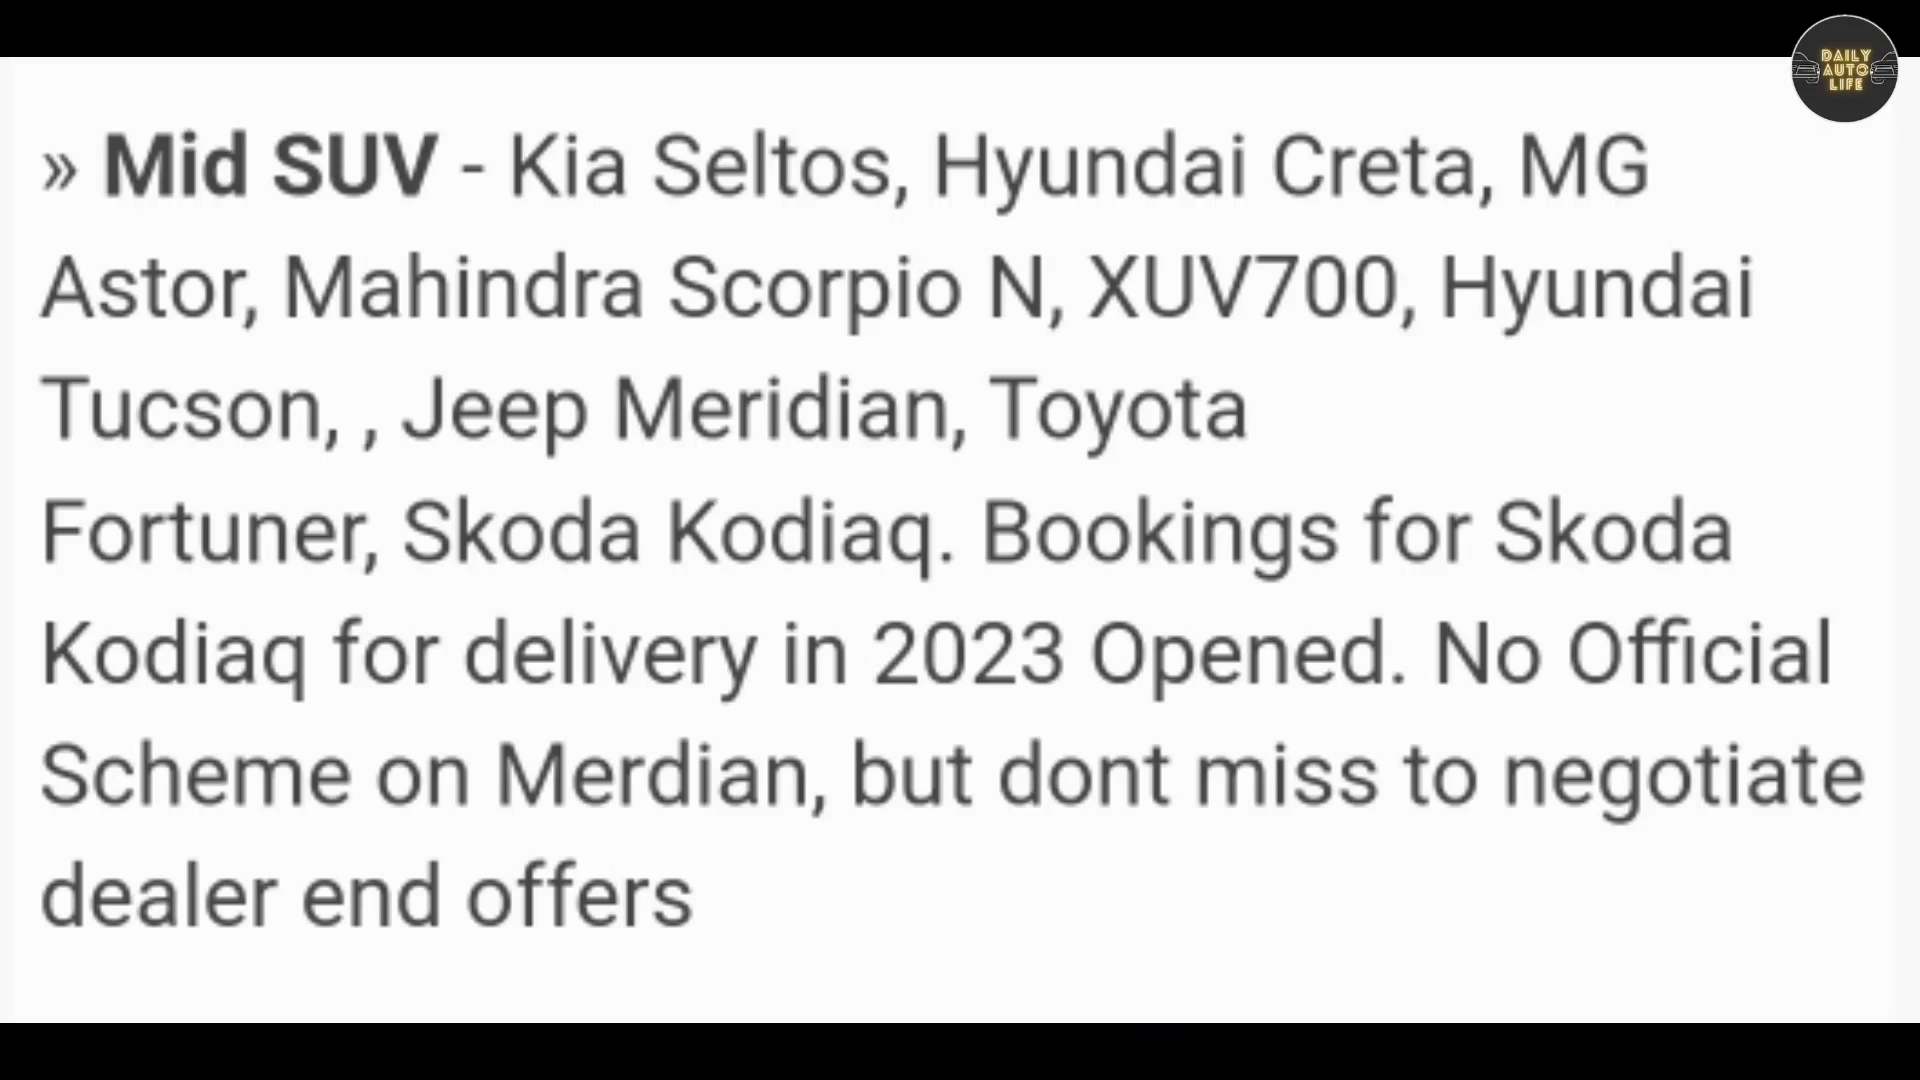 DAILY
AUTO
LIFE
» Mid SUV - Kia Seltos, Hyundai Creta, MG
Astor, Mahindra Scorpio N, XUV700, Hyundai
Tucson, , Jeep Meridian, Toyota
Fortuner, Skoda Kodiaq. Bookings for Skoda
Kodiaq for delivery in 2023 Opened. No Official
Scheme on Merdian, but dont miss to negotiate
dealer end offers